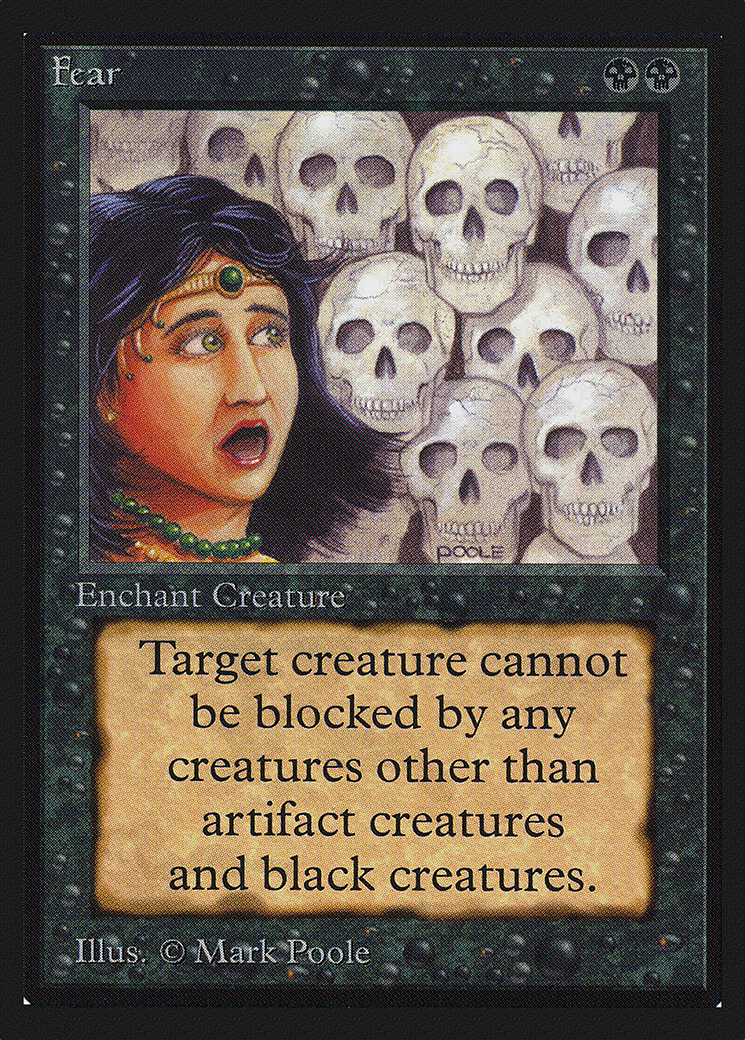 Fear
POOLE
Enchant Creature
Target creature cannot
be blocked by any
creatures other than
artifact creatures
and black creatures.
Illus. © Mark Poole